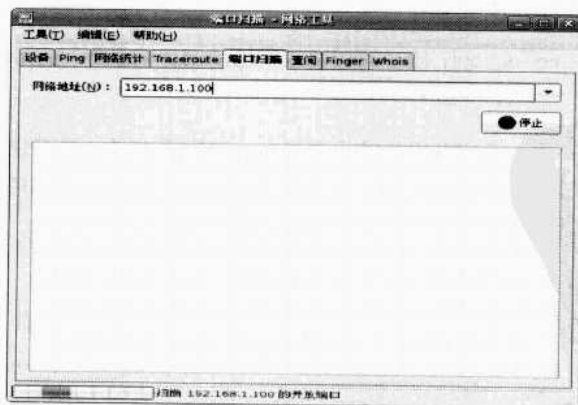 端口扫描 - 网络工具
工具(T) 编辑(E) 帮助(H)
设备 Ping 网络统计 Traceroute 端口扫描 查阅 Finger Whois
网络地址(N)： 192.168.1.100
停止
扫描 192.168.1.100 的开放端口